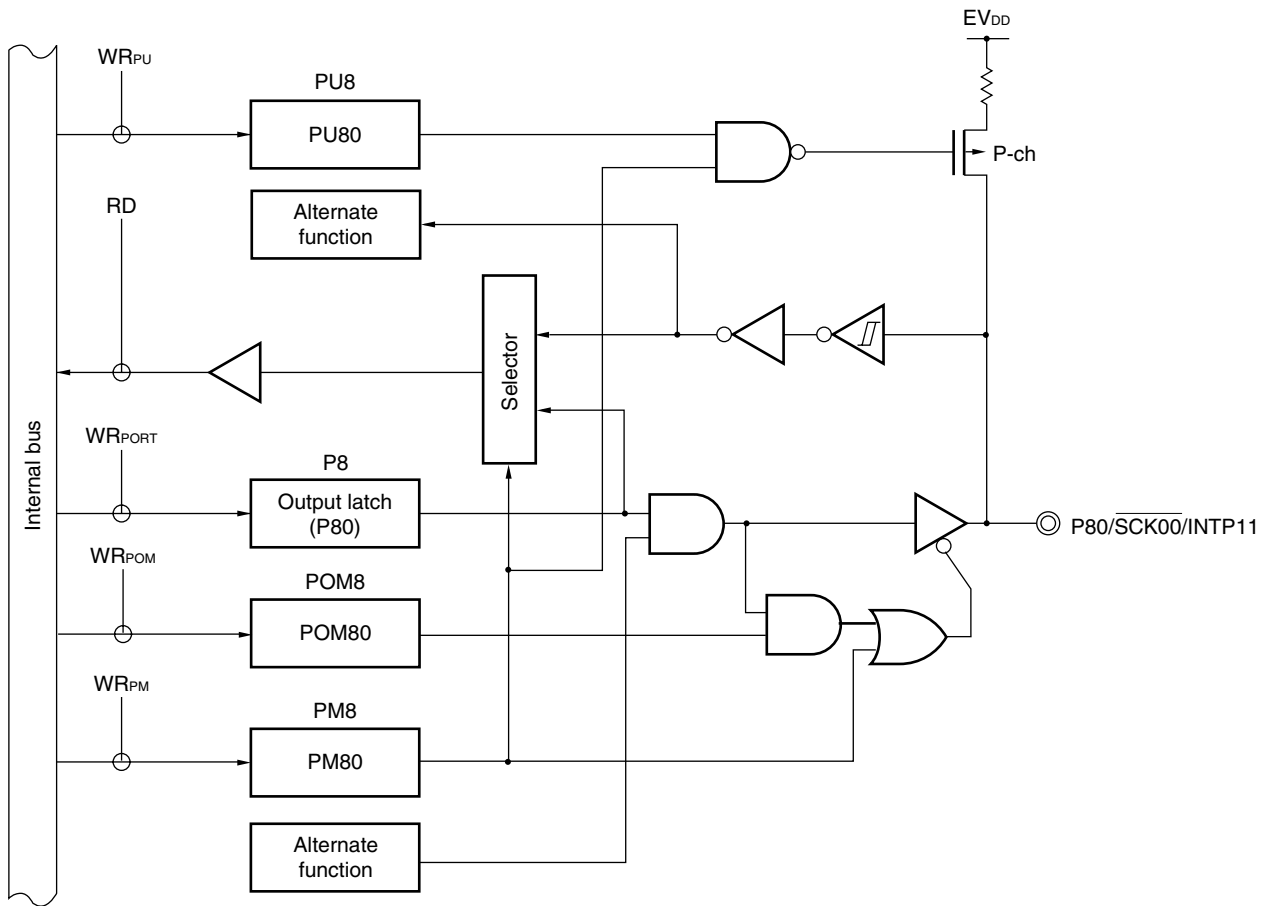 EVDD
WRPU
PU8
PU80
P-ch
RD
Alternate
function
Selector
Internal bus
WRPORT
P8
Output latch
(P80)
P80/SCK00/INTP11
WRPOM
POM8
POM80
WRPM
PM8
PM80
Alternate
function